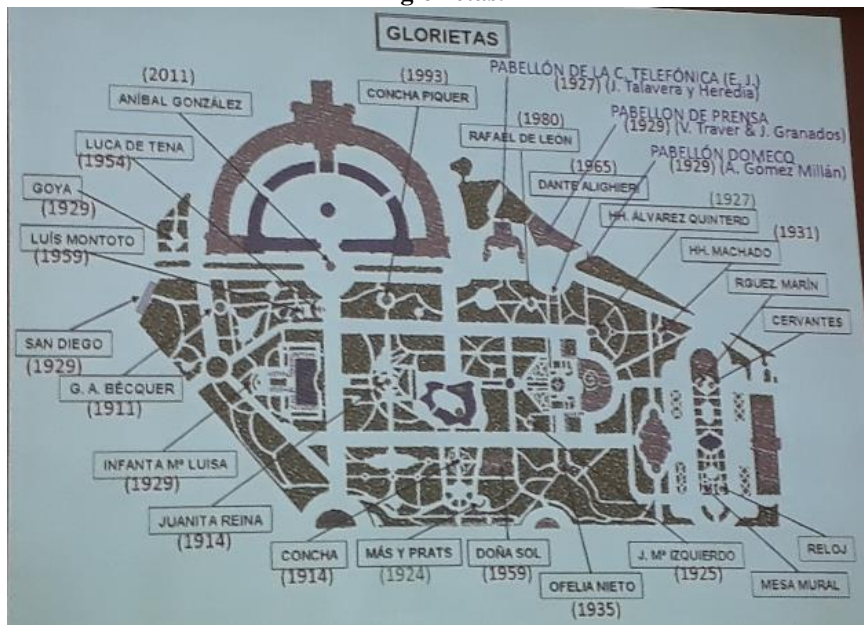 GLORIETAS
(2011)
ANÍBAL GONZÁLEZ
(1993)
CONCHA PIQUER
PABELLÓN DE LA C. TELEFÓNICA (E. J.)
(1927) (J. Talavera y Heredia)
(1980)
RAFAEL DE LEÓN
PABELLON DE PRENSA
(1929) (V. Traver & J. Granados)
LUCA DE TENA
(1954)
(1965)
DANTE ALIGHIERI
PABELLÓN DOMECQ
(1929) (A. Gómez Millán)
GOYA
(1929)
(1927)
HH. ÁLVAREZ QUINTERO
LUÍS MONTOTO
(1959)
(1931)
HH. MACHADO
RGUEZ. MARÍN
CERVANTES
SAN DIEGO
(1929)
G. A. BÉCQUER
(1911)
INFANTA Mª LUISA
(1929)
JUANITA REINA
(1914)
CONCHA
(1914)
MÁS Y PRATS
(1924)
DOÑA SOL
(1959)
OFELIA NIETO
(1935)
J. Mª IZQUIERDO
(1925)
RELOJ
MESA MURAL